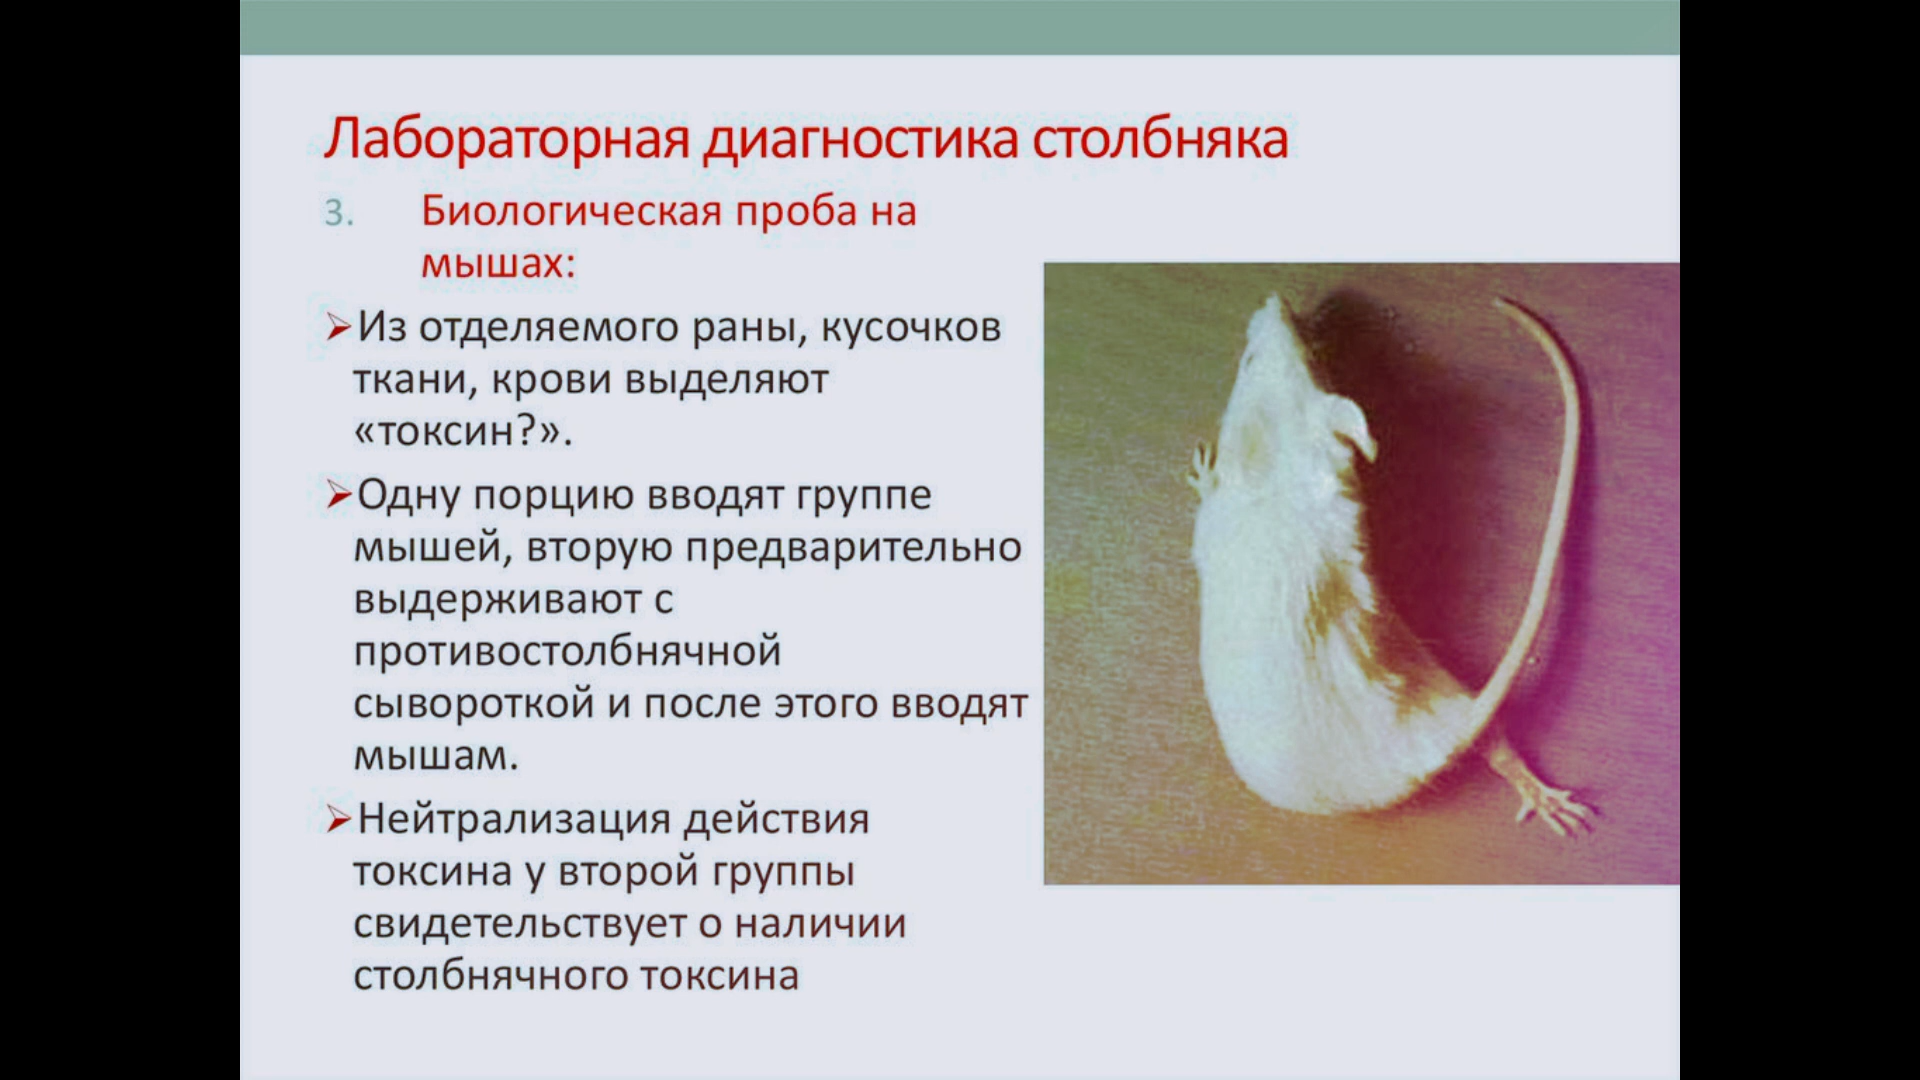 Лабораторная диагностика столбняка
3. Биологическая проба на
мышах:
➢Из отделяемого раны, кусочков
ткани, крови выделяют
«токсин?».
➢Одну порцию вводят группе
мышей, вторую предварительно
выдерживают с
противостолбнячной
сывороткой и после этого вводят
мышам.
➢Нейтрализация действия
токсина у второй группы
свидетельствует о наличии
столбнячного токсина